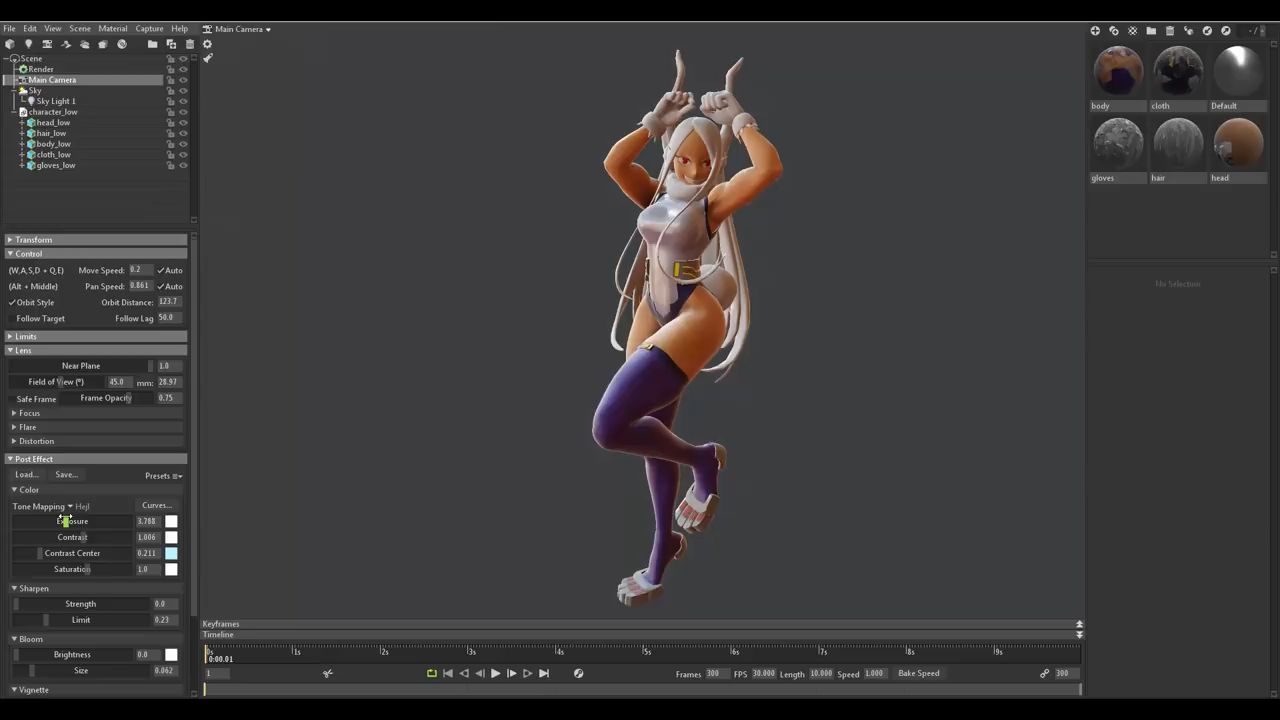 File Edit View Scene Material Capture Help
Main Camera
Scene
Render
Main Camera
Sky
Sky Light 1
character_low
head_low
hair_low
body_low
cloth_low
gloves_low
Transform
Control
(W,A,S,D + Q,E) Move Speed: 0.2 Auto
(Alt + Middle) Pan Speed: 0.861 Auto
Orbit Style Orbit Distance: 123.7
Follow Target Follow Lag 50.0
Limits
Lens
Near Plane 1.0
Field of View (°) 45.0 mm: 28.97
Safe Frame Frame Opacity 0.75
Focus
Flare
Distortion
Post Effect
Load... Save... Presets
Color
Tone Mapping Hejl Curves...
Exposure 3.788
Contrast 1.006
Contrast Center 0.211
Saturation 1.0
Sharpen
Strength 0.0
Limit 0.23
Bloom
Brightness 0.0
Size 0.062
Vignette
Keyframes
Timeline
0s 1s 2s 3s 4s 5s 6s 7s 8s 9s
0:00.01
1 Frames 300 FPS 30.000 Length 10.000 Speed 1.000 Bake Speed 300
- /
body cloth Default
gloves hair head
No Selection